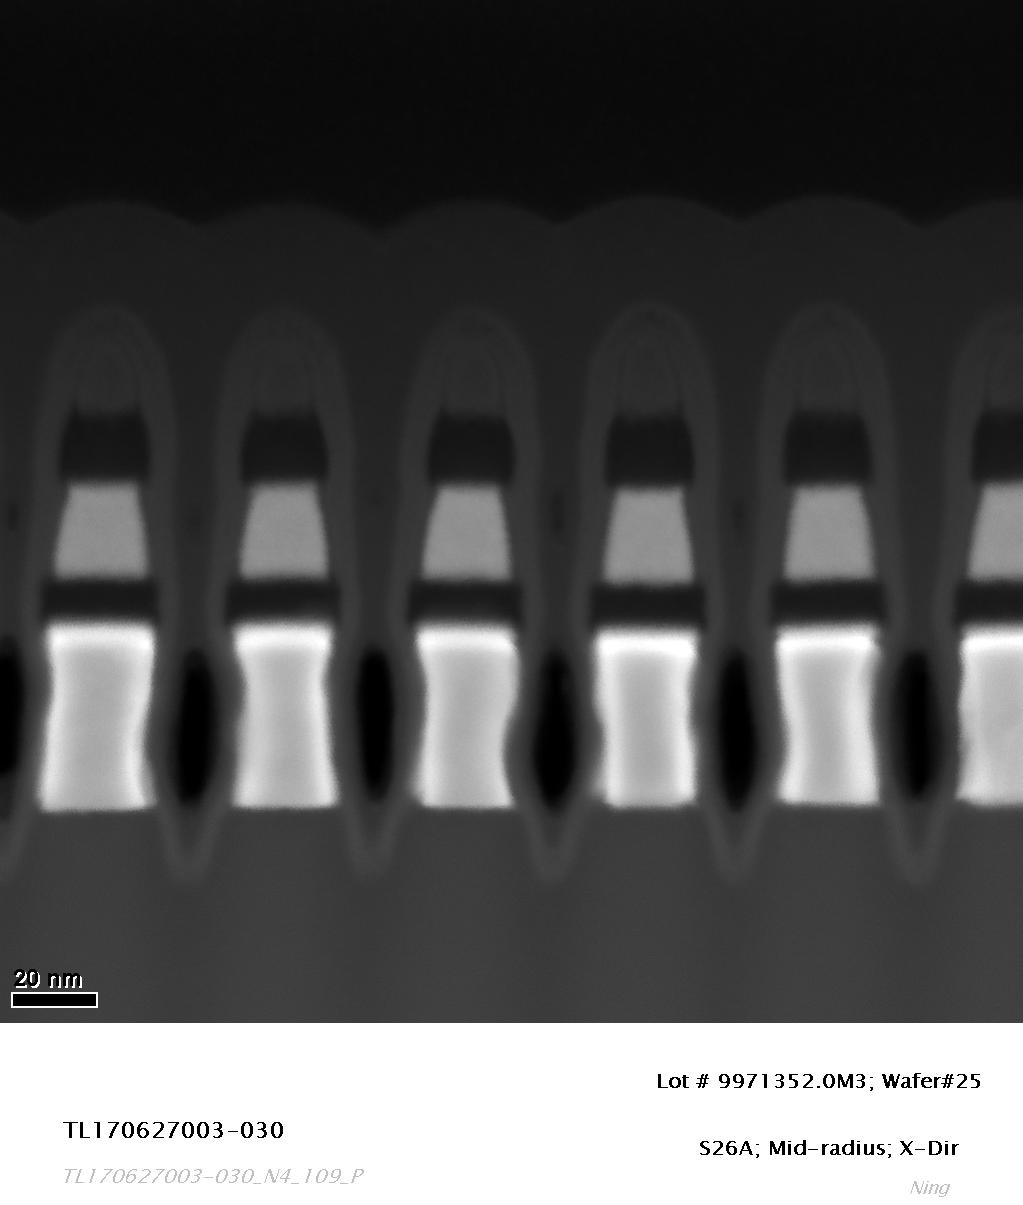 20 nm
Lot # 9971352.0M3; Wafer#25
TL170627003-030
S26A; Mid-radius; X-Dir
TL170627003-030_N4_109_P
Ning